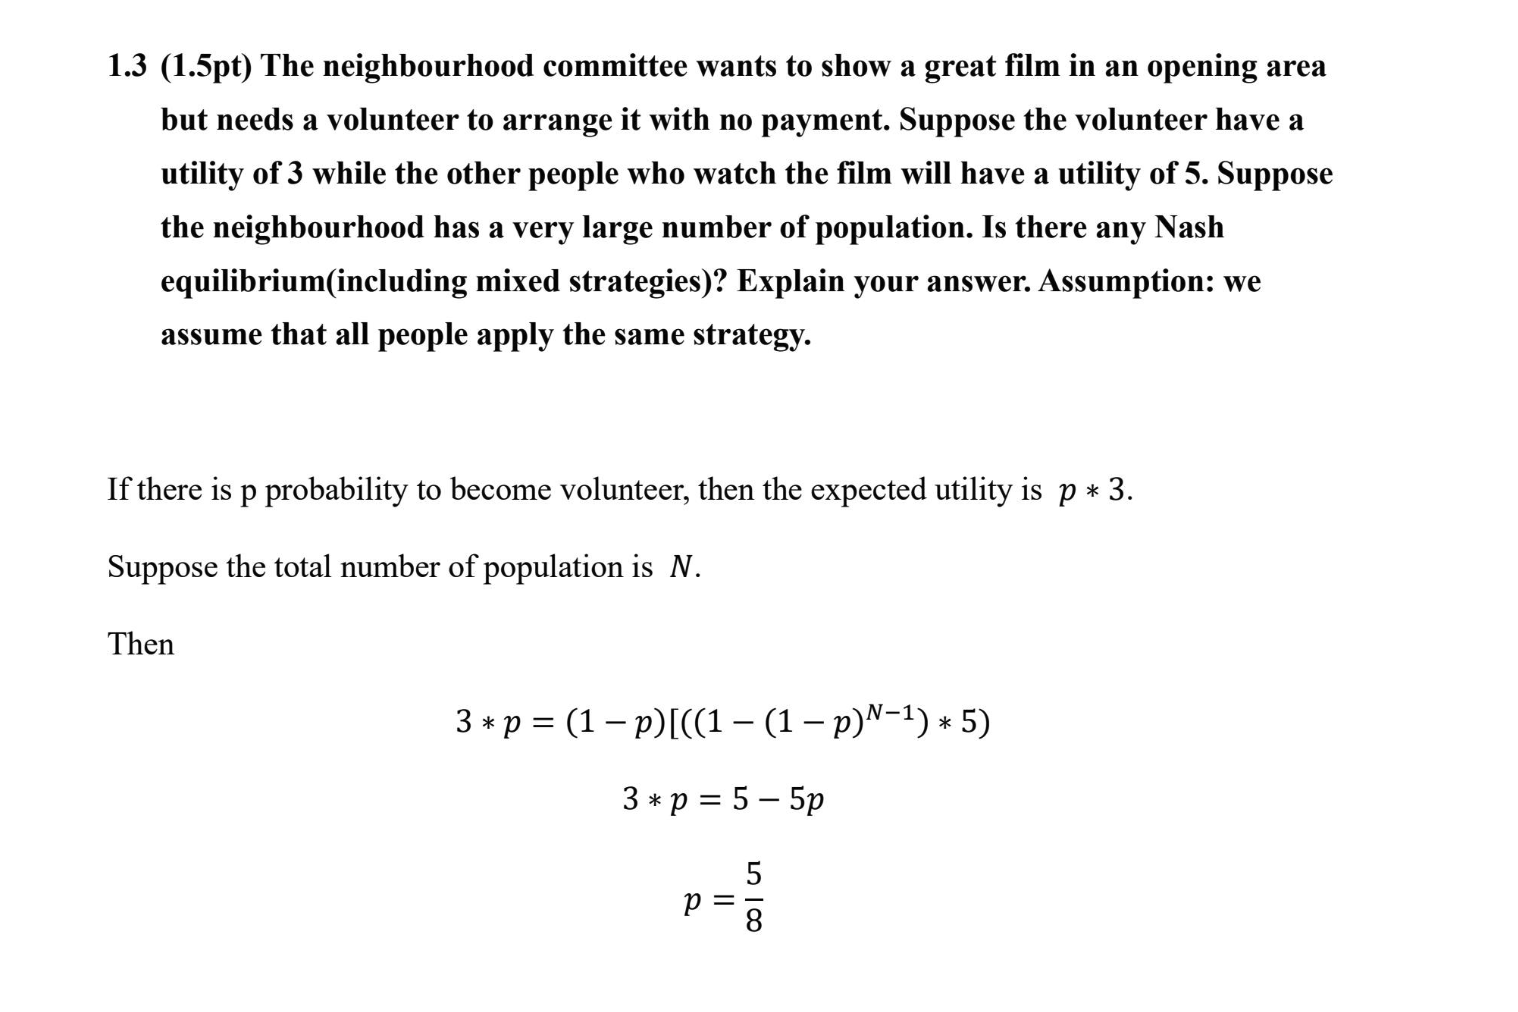 1.3 (1.5pt) The neighbourhood committee wants to show a great film in an opening area
but needs a volunteer to arrange it with no payment. Suppose the volunteer have a
utility of 3 while the other people who watch the film will have a utility of 5. Suppose
the neighbourhood has a very large number of population. Is there any Nash
equilibrium(including mixed strategies)? Explain your answer. Assumption: we
assume that all people apply the same strategy.
If there is p probability to become volunteer, then the expected utility is p * 3.
Suppose the total number of population is N.
Then
3 * p = (1 − p)[((1 − (1 − p)^{N−1}) * 5)
3 * p = 5 − 5p
p = \frac{5}{8}